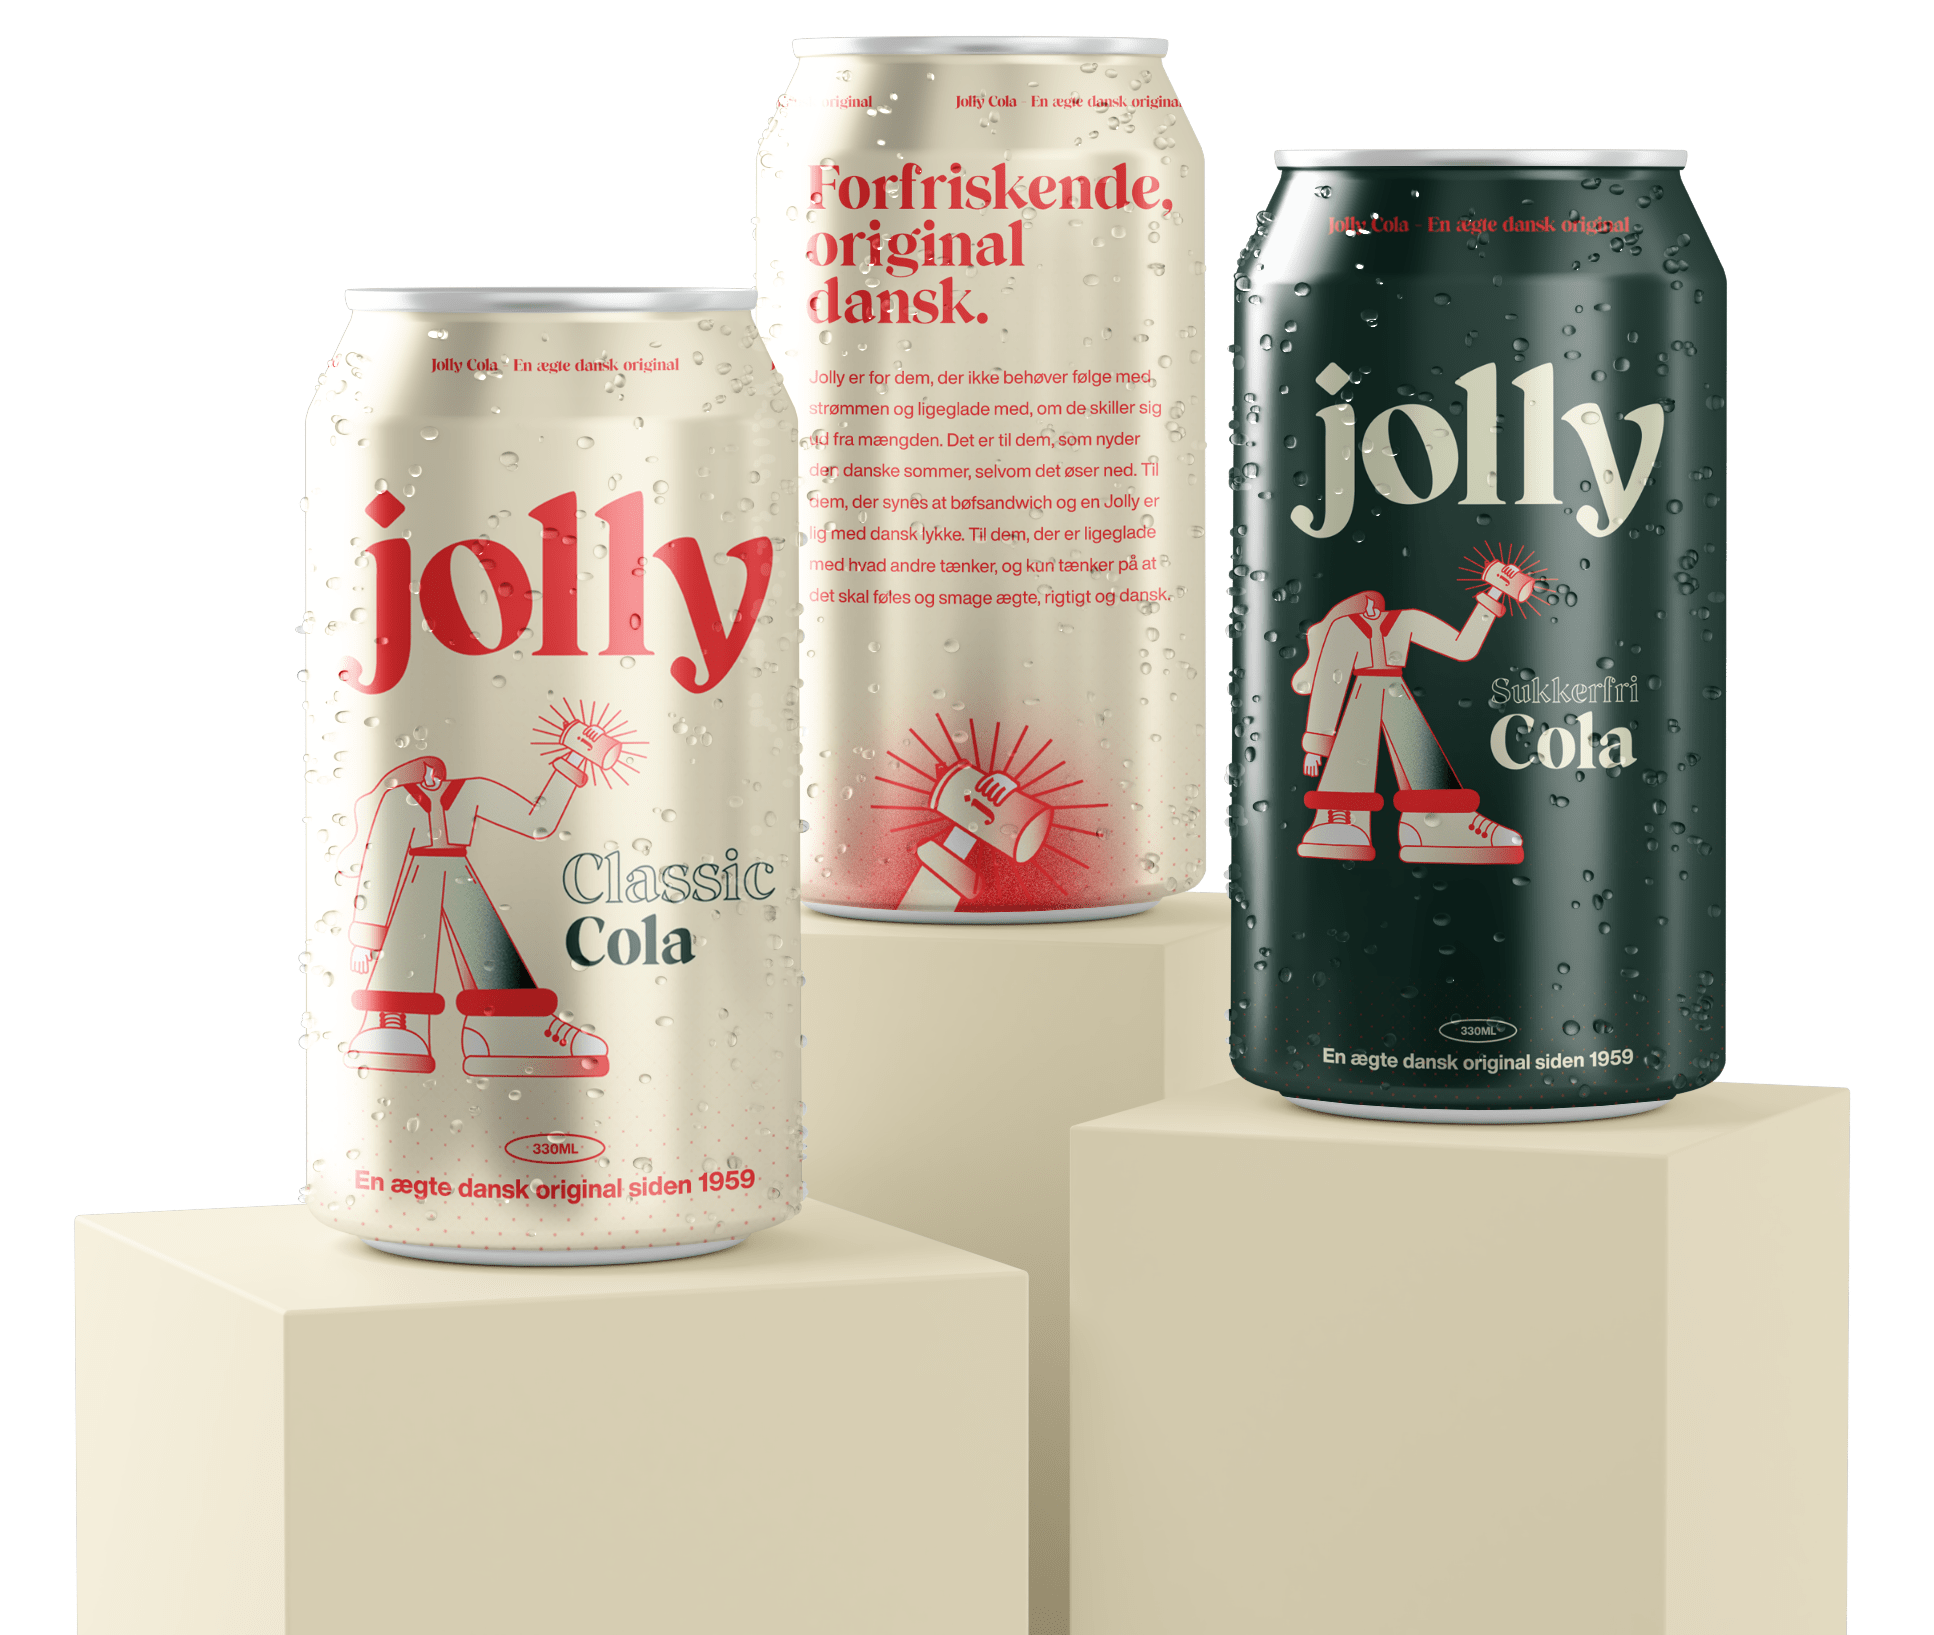 Jolly Cola - En ægte dansk original
jolly
Classic
Cola
330ML
En ægte dansk original siden 1959
original
Jolly Cola - En ægte dansk original
Forfriskende,
original
dansk.
Jolly er for dem, der ikke behøver følge med
strømmen og ligeglade med, om de skiller sig
ud fra mængden. Det er til dem, som nyder
den danske sommer, selvom det øser ned. Til
dem, der synes at bøfsandwich og en Jolly er
lig med dansk lykke. Til dem, der er ligeglade
med hvad andre tænker, og kun tænker på at
det skal føles og smage ægte, rigtigt og dansk.
j
Jolly Cola - En ægte dansk original
jolly
Sukkerfri
Cola
330ML
En ægte dansk original siden 1959